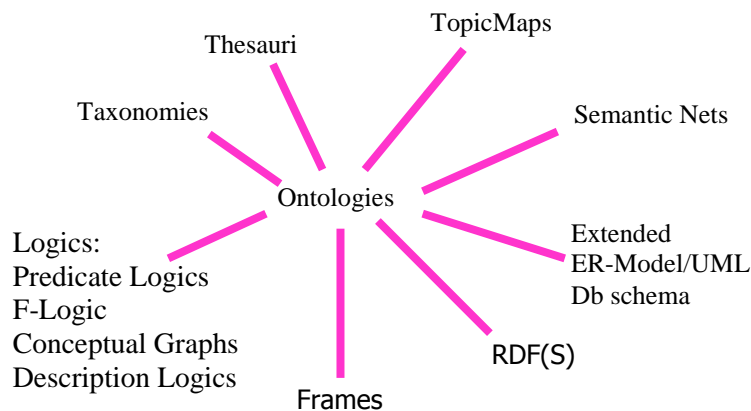 TopicMaps
Thesauri
Taxonomies
Semantic Nets
Ontologies
Logics:
Predicate Logics
F-Logic
Conceptual Graphs
Description Logics
Extended
ER-Model/UML
Db schema
RDF(S)
Frames